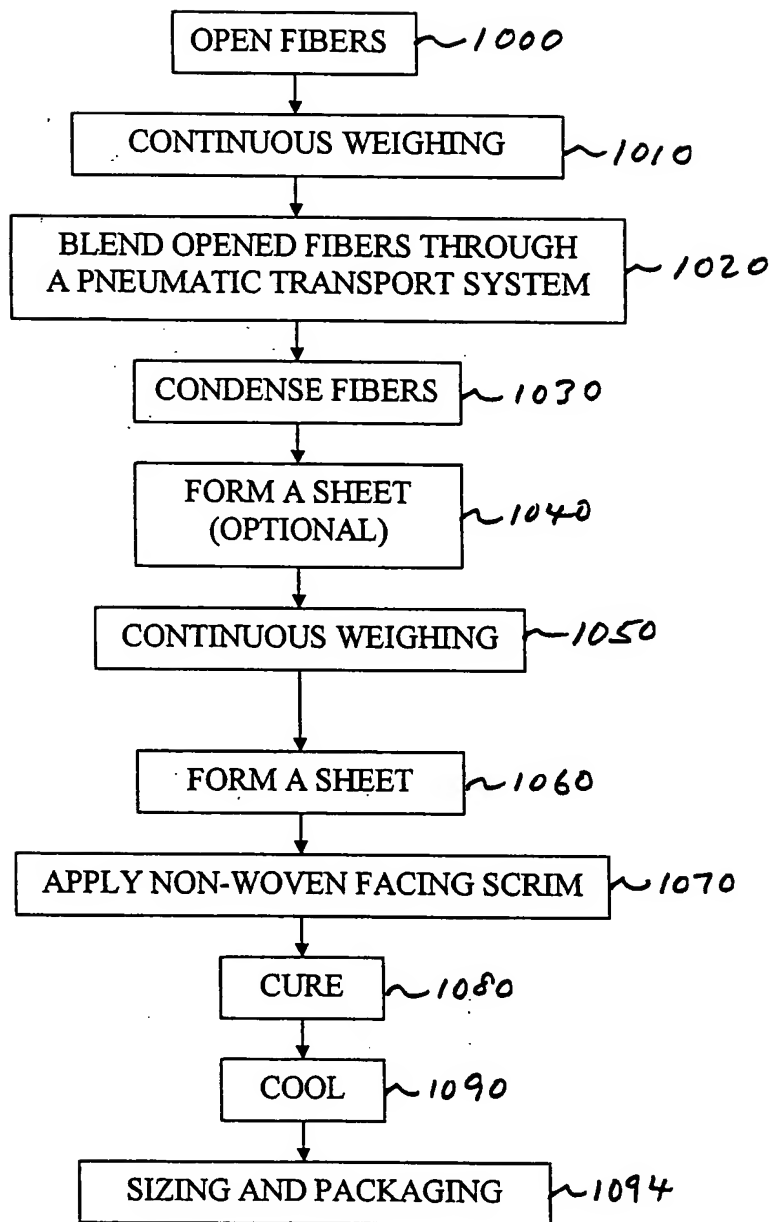 OPEN FIBERS 1000
CONTINUOUS WEIGHING 1010
BLEND OPENED FIBERS THROUGH
A PNEUMATIC TRANSPORT SYSTEM 1020
CONDENSE FIBERS 1030
FORM A SHEET
(OPTIONAL) 1040
CONTINUOUS WEIGHING 1050
FORM A SHEET 1060
APPLY NON-WOVEN FACING SCRIM 1070
CURE 1080
COOL 1090
SIZING AND PACKAGING 1094